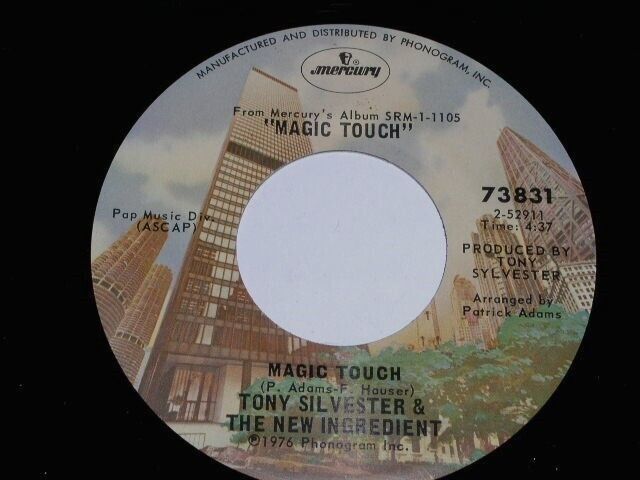 MANUFACTURED AND DISTRIBUTED BY PHONOGRAM, INC.
mercury
From Mercury's Album SRM-1-1105
"MAGIC TOUCH"
73831
2-52911
Time: 4:37
Pap Music Div.
(ASCAP)
PRODUCED BY
TONY
SYLVESTER
Arranged by
Patrick Adams
MAGIC TOUCH
(P. Adams-F. Hauser)
TONY SILVESTER &
THE NEW INGREDIENT
©1976 Phonogram Inc.